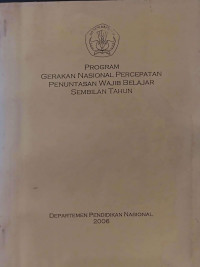 PROGRAM
GERAKAN NASIONAL PERCEPATAN
PENUNTASAN WAJIB BELAJAR
SEMBILAN TAHUN
DEPARTEMEN PENDIDIKAN NASIONAL
2006